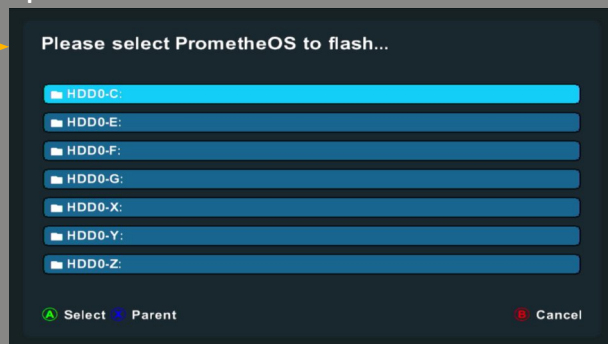 Please select PrometheOS to flash...
HDD0-C:
HDD0-E:
HDD0-F:
HDD0-G:
HDD0-X:
HDD0-Y:
HDD0-Z:
A Select X Parent B Cancel